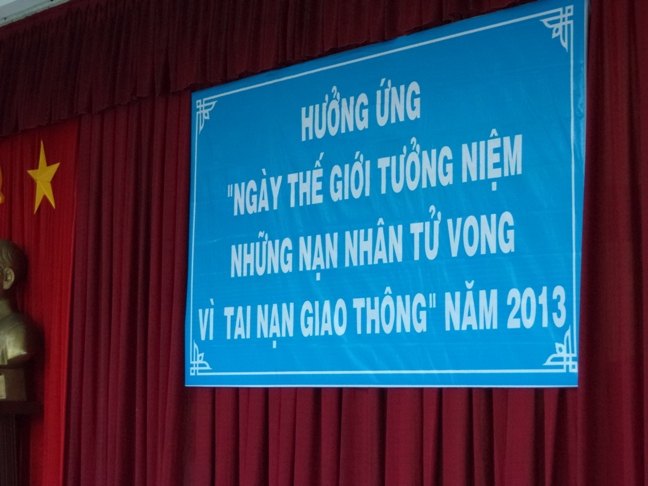 HƯỞNG ỨNG
"NGÀY THẾ GIỚI TƯỞNG NIỆM
NHỮNG NẠN NHÂN TỬ VONG
VÌ TAI NẠN GIAO THÔNG" NĂM 2013